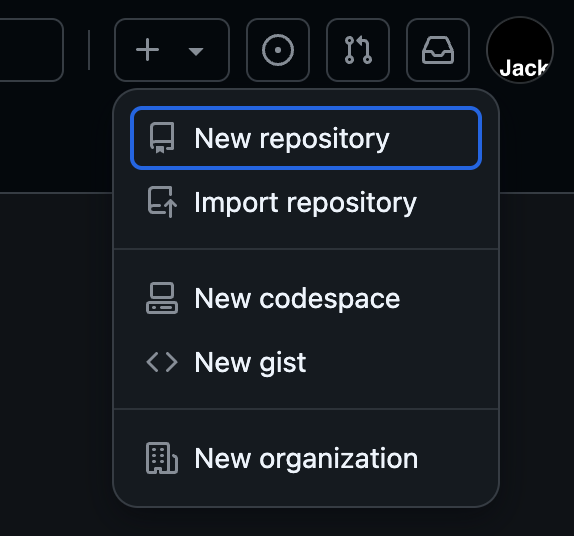 Jack
New repository
Import repository
New codespace
New gist
New organization